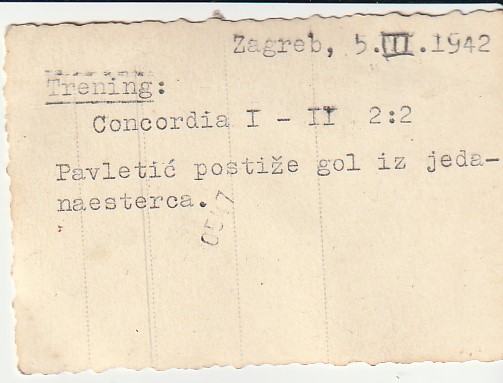 Zagreb, 5.III.1942
Trening:
Concordia I - II 2:2
Pavletić postiže gol iz jeda-
naesterca.